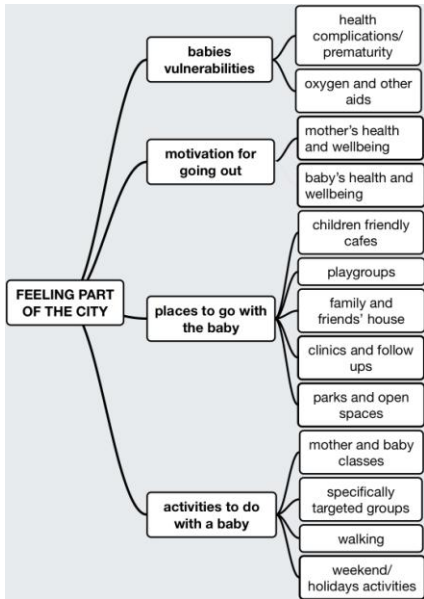 health
complications/
prematurity
babies
vulnerabilities
oxygen and other
aids
mother's health
and wellbeing
motivation for
going out
baby's health and
wellbeing
children friendly
cafes
playgroups
FEELING PART
OF THE CITY
places to go with
the baby
family and
friends' house
clinics and follow
ups
parks and open
spaces
mother and baby
classes
activities to do
with a baby
specifically
targeted groups
walking
weekend/
holidays activities